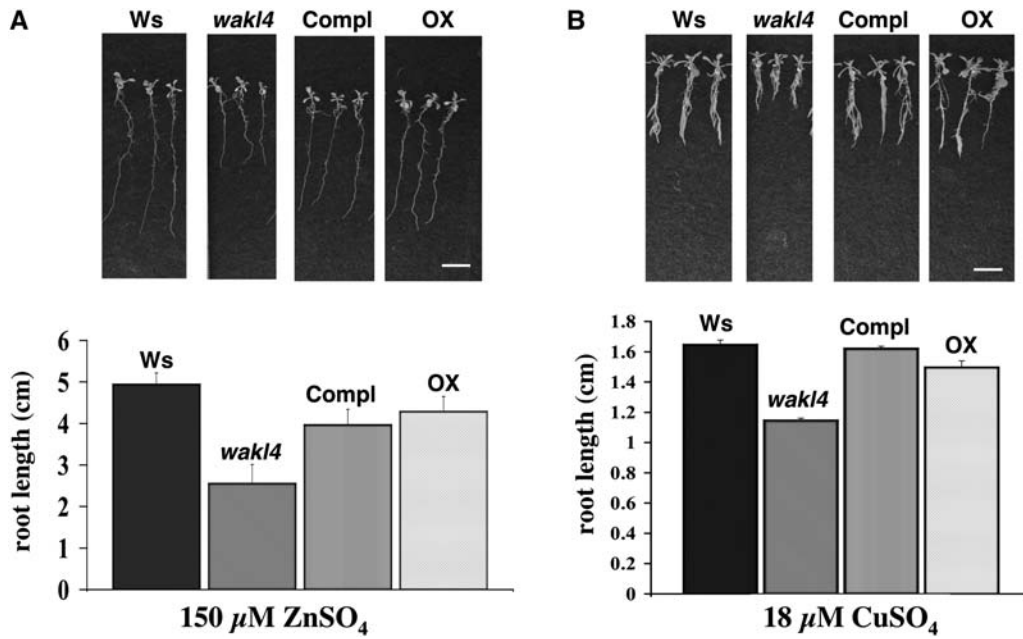 A
Ws wakl4 Compl OX
root length (cm)
6
5
4
3
2
1
0
Ws
wakl4
Compl
OX
150 µM ZnSO4
B
Ws wakl4 Compl OX
root length (cm)
1.8
1.6
1.4
1.2
1
0.8
0.6
0.4
0.2
0
Ws
wakl4
Compl
OX
18 µM CuSO4